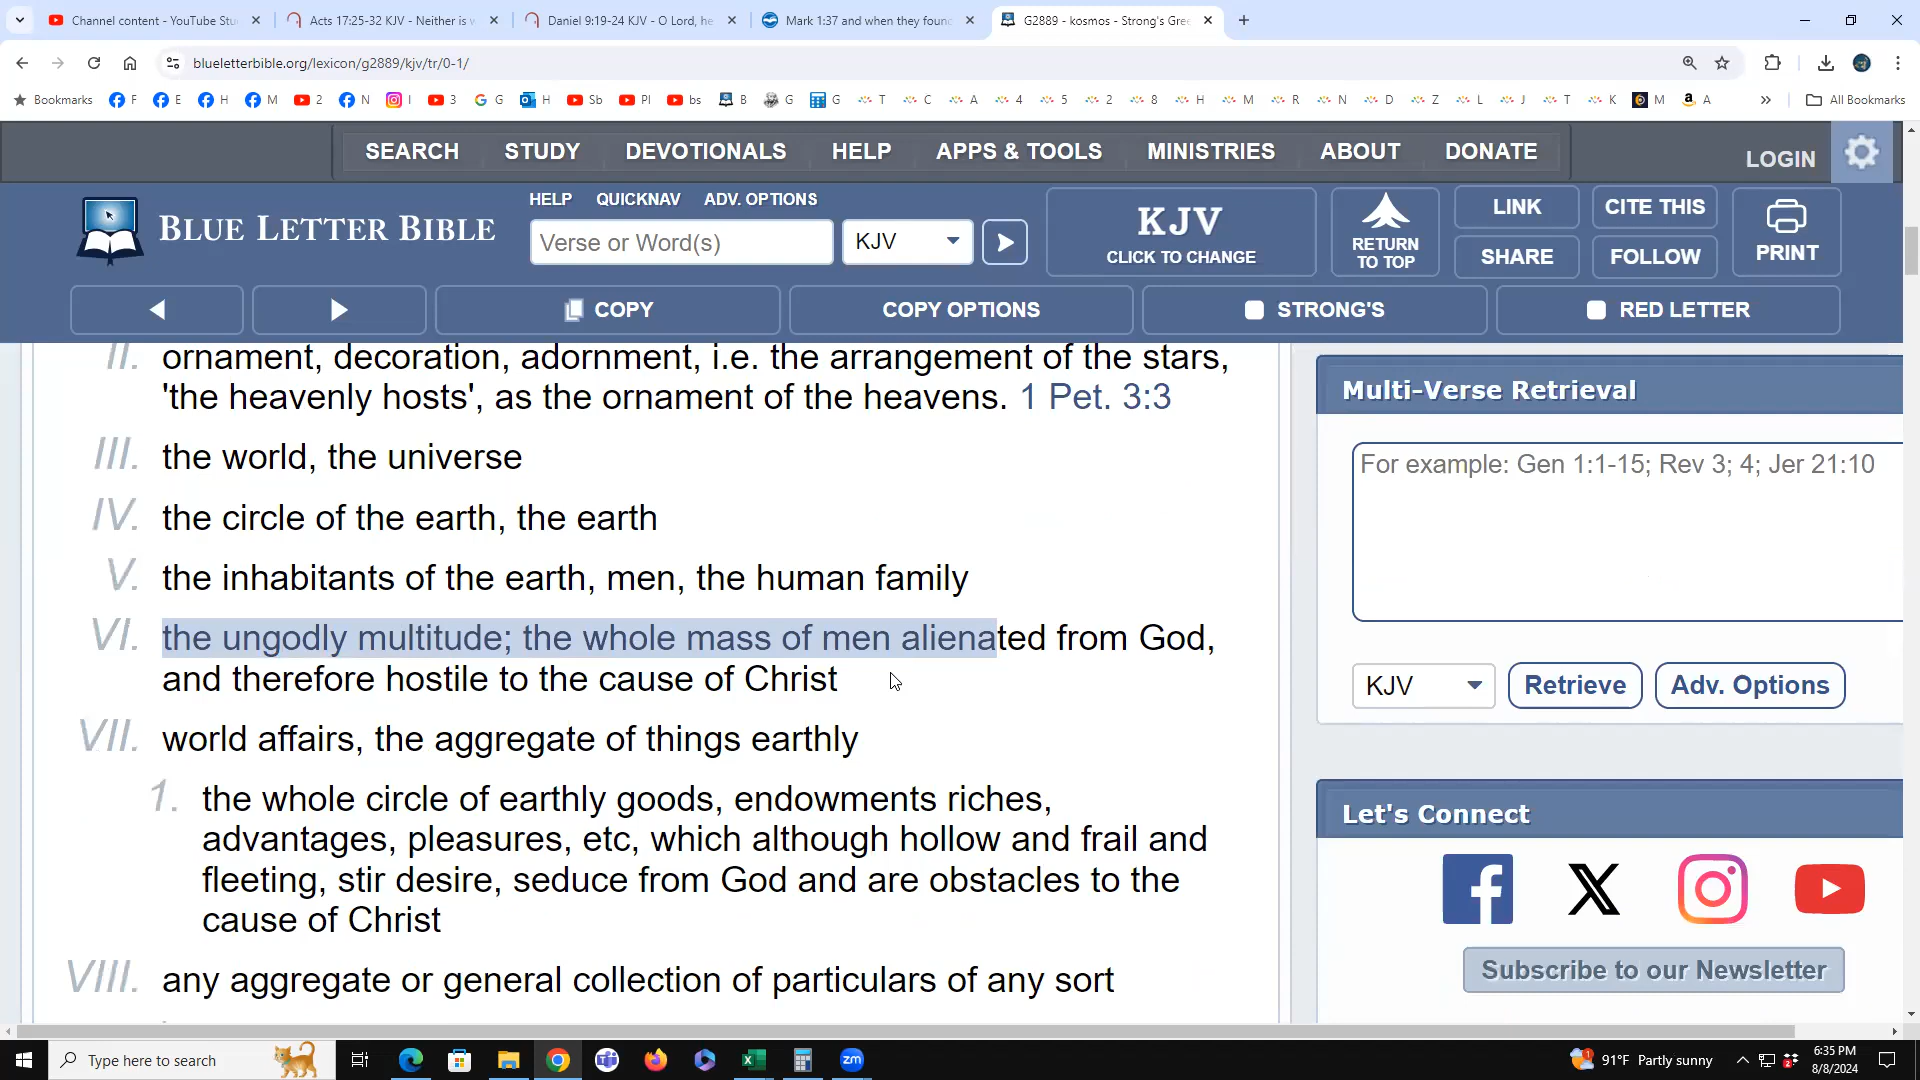 Channel content - YouTube Stu
Acts 17:25-32 KJV - Neither is w
Daniel 9:19-24 KJV - O Lord, he
Mark 1:37 and when they foun
G2889 - kosmos - Strong's Gre
blueletterbible.org/lexicon/g2889/kjv/tr/0-1/
Bookmarks F E H M 2 N I 3 G H Sb Pl bs B G G T C A 4 5 2 8 H M R N D Z L J T K M A » All Bookmarks
SEARCH STUDY DEVOTIONALS HELP APPS & TOOLS MINISTRIES ABOUT DONATE LOGIN
BLUE LETTER BIBLE
HELP QUICKNAV ADV. OPTIONS
Verse or Word(s) KJV
KJV
CLICK TO CHANGE
RETURN
TO TOP
LINK CITE THIS
SHARE FOLLOW
PRINT
COPY COPY OPTIONS STRONG'S RED LETTER
II. ornament, decoration, adornment, i.e. the arrangement of the stars,
'the heavenly hosts', as the ornament of the heavens. 1 Pet. 3:3
III. the world, the universe
IV. the circle of the earth, the earth
V. the inhabitants of the earth, men, the human family
VI. the ungodly multitude; the whole mass of men alienated from God,
and therefore hostile to the cause of Christ
VII. world affairs, the aggregate of things earthly
1. the whole circle of earthly goods, endowments riches,
advantages, pleasures, etc, which although hollow and frail and
fleeting, stir desire, seduce from God and are obstacles to the
cause of Christ
VIII. any aggregate or general collection of particulars of any sort
Multi-Verse Retrieval
For example: Gen 1:1-15; Rev 3; 4; Jer 21:10
KJV Retrieve Adv. Options
Let's Connect
Subscribe to our Newsletter
Type here to search
91°F Partly sunny
6:35 PM
8/8/2024